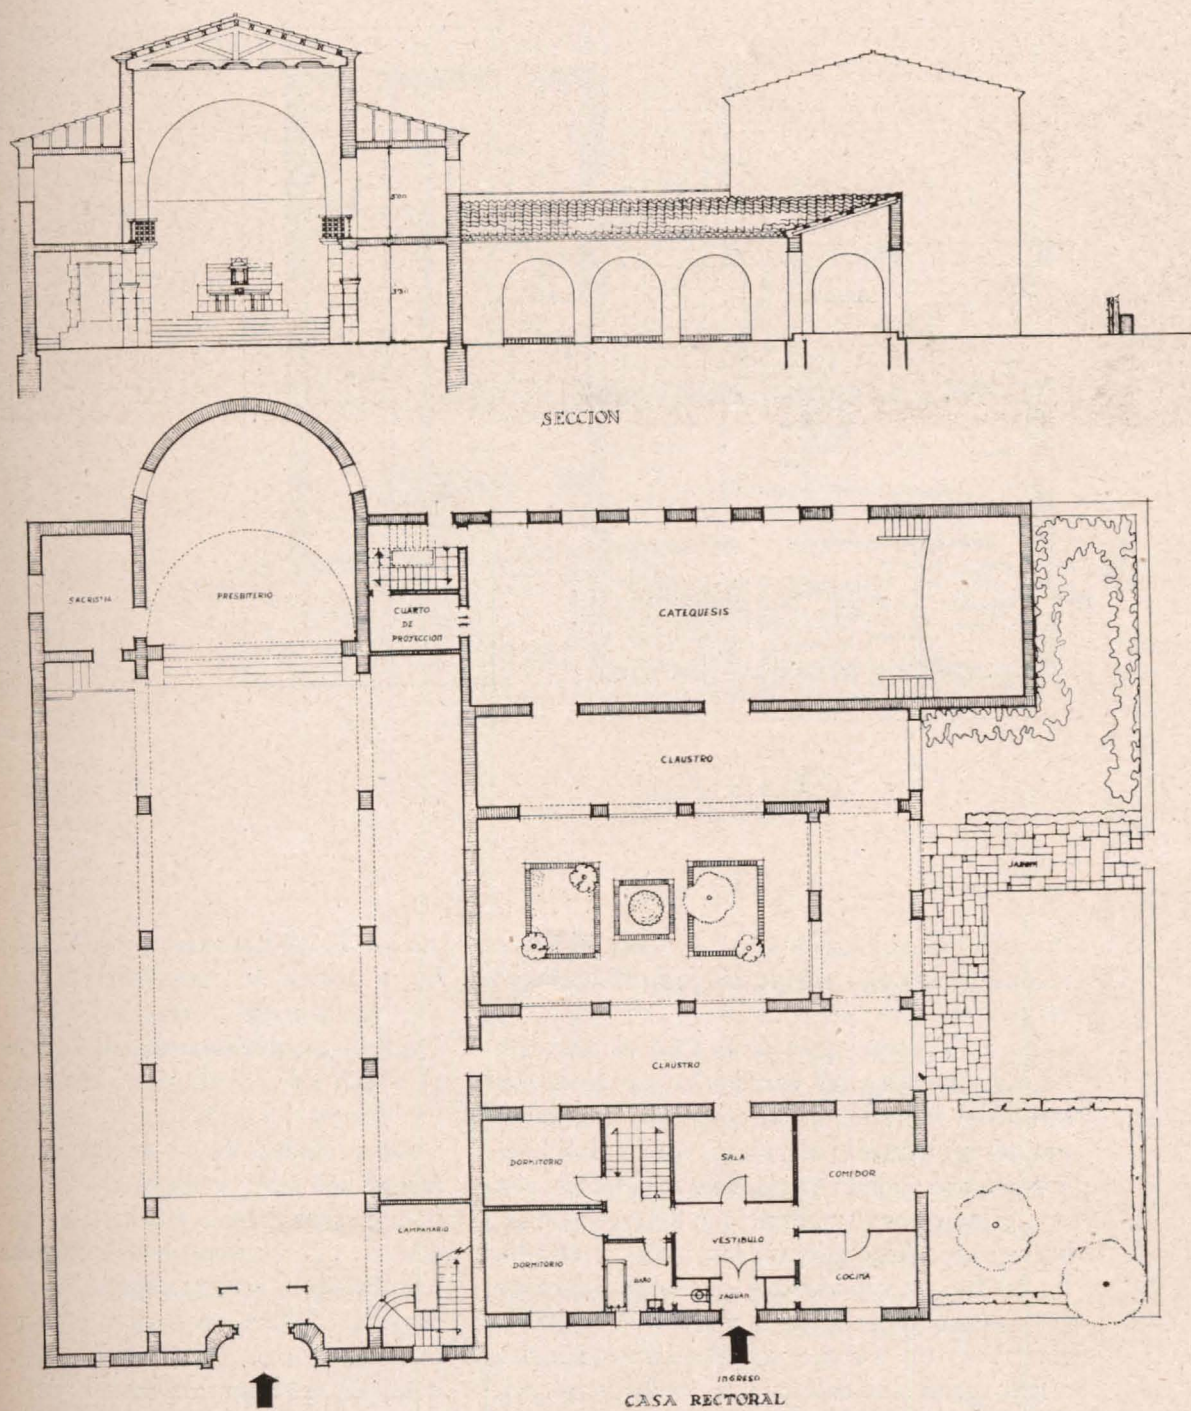 500
SECCION
SACRISTIA
PRESBITERIO
CUARTO
DE
PROYECCION
CATEQUESIS
CLAUSTRO
JARDIN
CLAUSTRO
DORMITORIO
SALA
COMEDOR
CAMPANARIO
VESTIBULO
DORMITORIO
BAÑO
COCINA
ZAGUAN
INGRESO
CASA RECTORAL